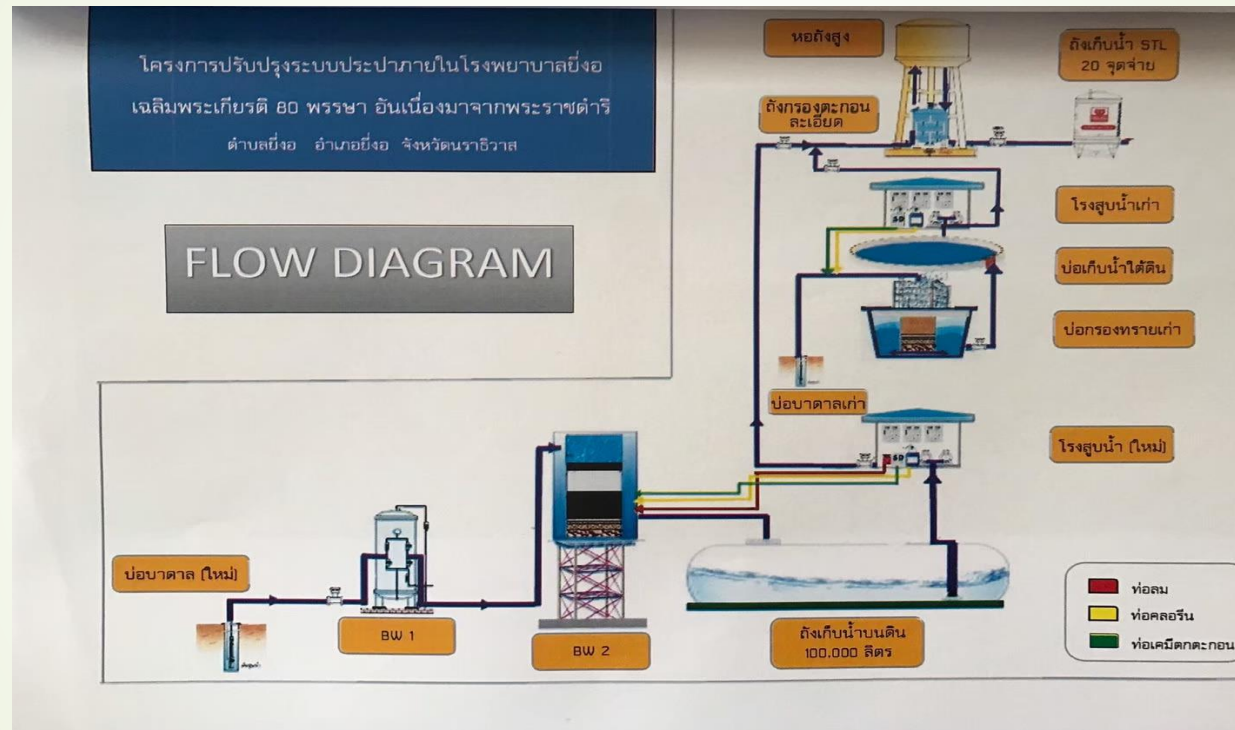 โครงการปรับปรุงระบบประปาภายในโรงพยาบาลยี่งอ
เฉลิมพระเกียรติ 80 พรรษา อันเนื่องมาจากพระราชดำริ
ตำบลยี่งอ อำเภอยี่งอ จังหวัดนราธิวาส
FLOW DIAGRAM
หอถังสูง
ถังเก็บน้ำ STL
20 จุดจ่าย
ถังกรองตะกอน
ละเอียด
โรงสูบน้ำเก่า
บ่อเก็บน้ำใต้ดิน
บ่อกรองทรายเก่า
บ่อบาดาลเก่า
โรงสูบน้ำ (ใหม่)
บ่อบาดาล (ใหม่)
BW 1
BW 2
ถังเก็บน้ำบนดิน
100.000 ลิตร
ท่อลม
ท่อคลอรีน
ท่อเคมีตกตะกอน